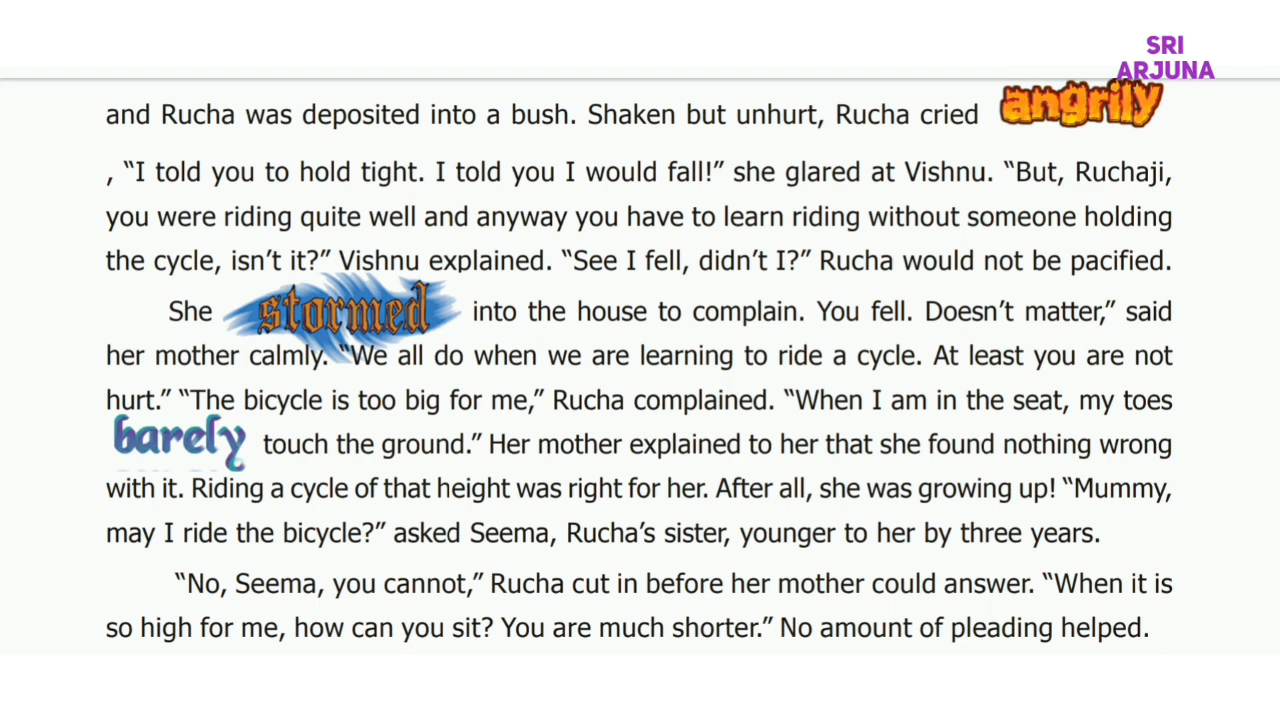 SRI
ARJUNA
and Rucha was deposited into a bush. Shaken but unhurt, Rucha cried angrily
, “I told you to hold tight. I told you I would fall!” she glared at Vishnu. “But, Ruchaji,
you were riding quite well and anyway you have to learn riding without someone holding
the cycle, isn’t it?” Vishnu explained. “See I fell, didn’t I?” Rucha would not be pacified.
She stormed into the house to complain. You fell. Doesn’t matter,” said
her mother calmly. “We all do when we are learning to ride a cycle. At least you are not
hurt.” “The bicycle is too big for me,” Rucha complained. “When I am in the seat, my toes
barely touch the ground.” Her mother explained to her that she found nothing wrong
with it. Riding a cycle of that height was right for her. After all, she was growing up! “Mummy,
may I ride the bicycle?” asked Seema, Rucha’s sister, younger to her by three years.
“No, Seema, you cannot,” Rucha cut in before her mother could answer. “When it is
so high for me, how can you sit? You are much shorter.” No amount of pleading helped.